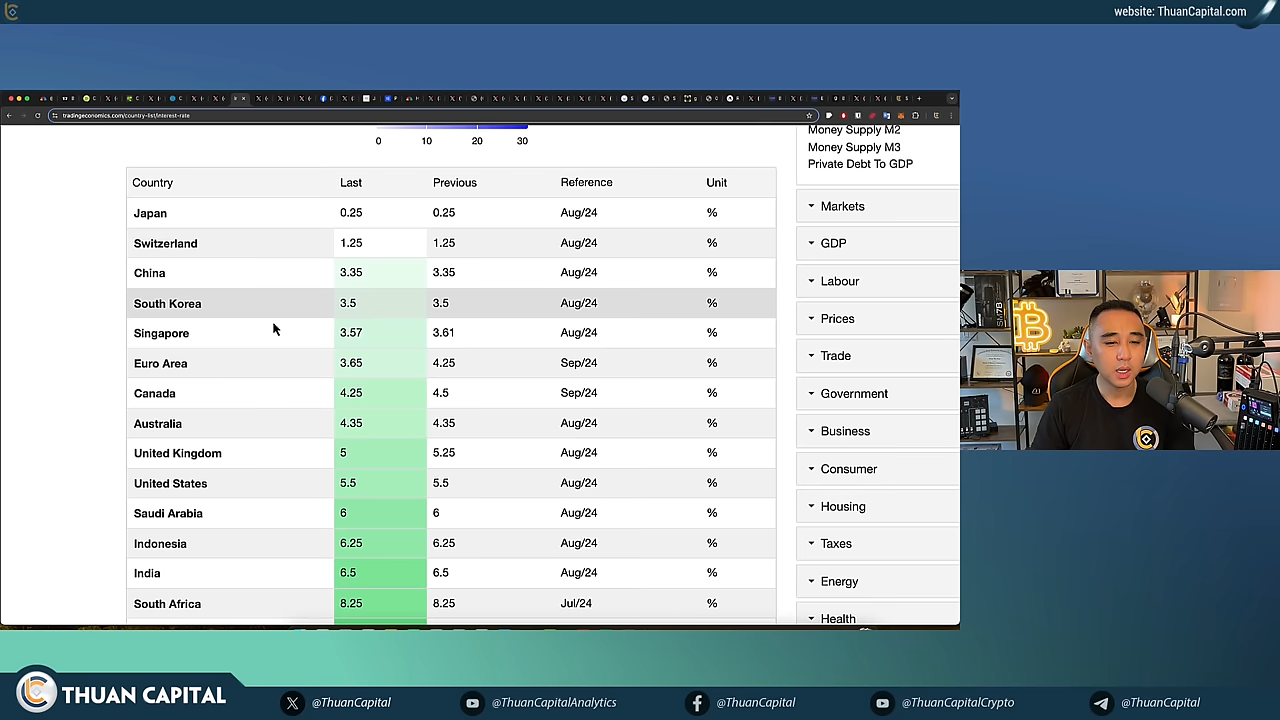 website: ThuanCapital.com
tradingeconomics.com/country-list/interest-rate
0 10 20 30
Money Supply M2
Money Supply M3
Private Debt To GDP
Country Last Previous Reference Unit
Japan 0.25 0.25 Aug/24 %
Switzerland 1.25 1.25 Aug/24 %
China 3.35 3.35 Aug/24 %
South Korea 3.5 3.5 Aug/24 %
Singapore 3.57 3.61 Aug/24 %
Euro Area 3.65 4.25 Sep/24 %
Canada 4.25 4.5 Sep/24 %
Australia 4.35 4.35 Aug/24 %
United Kingdom 5 5.25 Aug/24 %
United States 5.5 5.5 Aug/24 %
Saudi Arabia 6 6 Aug/24 %
Indonesia 6.25 6.25 Aug/24 %
India 6.5 6.5 Aug/24 %
South Africa 8.25 8.25 Jul/24 %
Markets
GDP
Labour
Prices
Trade
Government
Business
Consumer
Housing
Taxes
Energy
Health
SM7B
THUAN CAPITAL
@ThuanCapital
@ThuanCapitalAnalytics
@ThuanCapital
@ThuanCapitalCrypto
@ThuanCapital